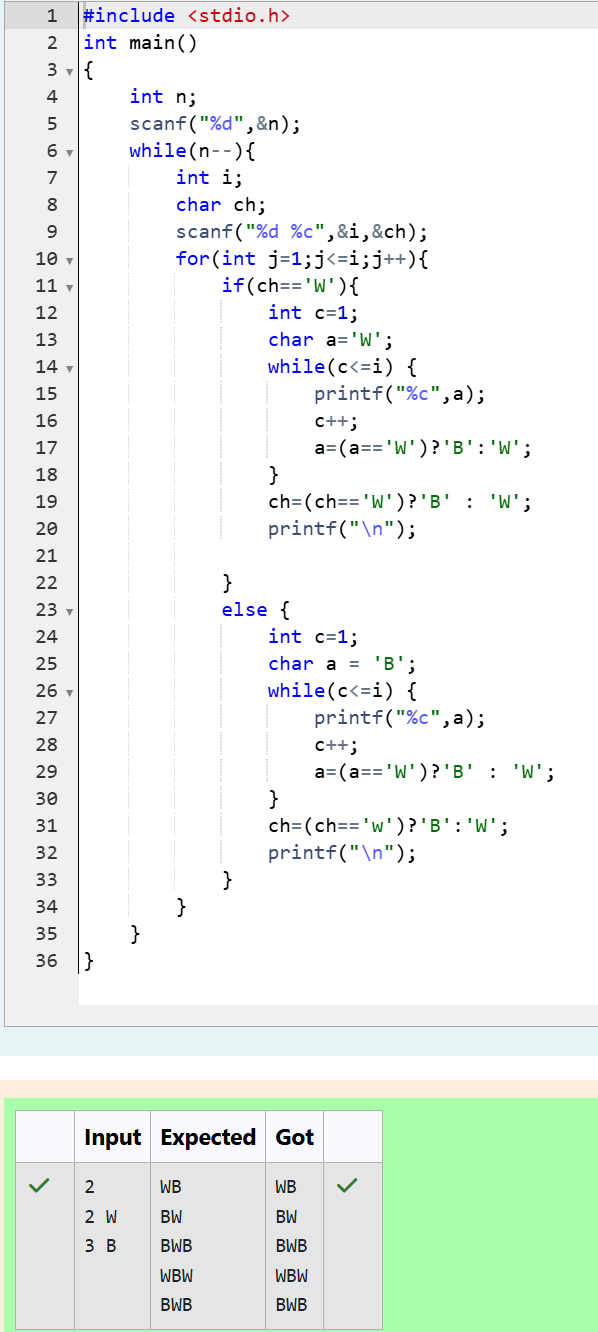 1 #include <stdio.h>
2 int main()
3 {
4     int n;
5     scanf("%d",&n);
6     while(n--){
7         int i;
8         char ch;
9         scanf("%d %c",&i,&ch);
10         for(int j=1;j<=i;j++){
11             if(ch=='W'){
12                 int c=1;
13                 char a='W';
14                 while(c<=i) {
15                     printf("%c",a);
16                     c++;
17                     a=(a=='W')?'B':'W';
18                 }
19                 ch=(ch=='W')?'B' : 'W';
20                 printf("\n");
21
22             }
23             else {
24                 int c=1;
25                 char a = 'B';
26                 while(c<=i) {
27                     printf("%c",a);
28                     c++;
29                     a=(a=='W')?'B' : 'W';
30                 }
31                 ch=(ch=='w')?'B':'W';
32                 printf("\n");
33             }
34         }
35     }
36 }
Input Expected Got
2 WB WB
2 W BW BW
3 B BWB BWB
WBW WBW
BWB BWB